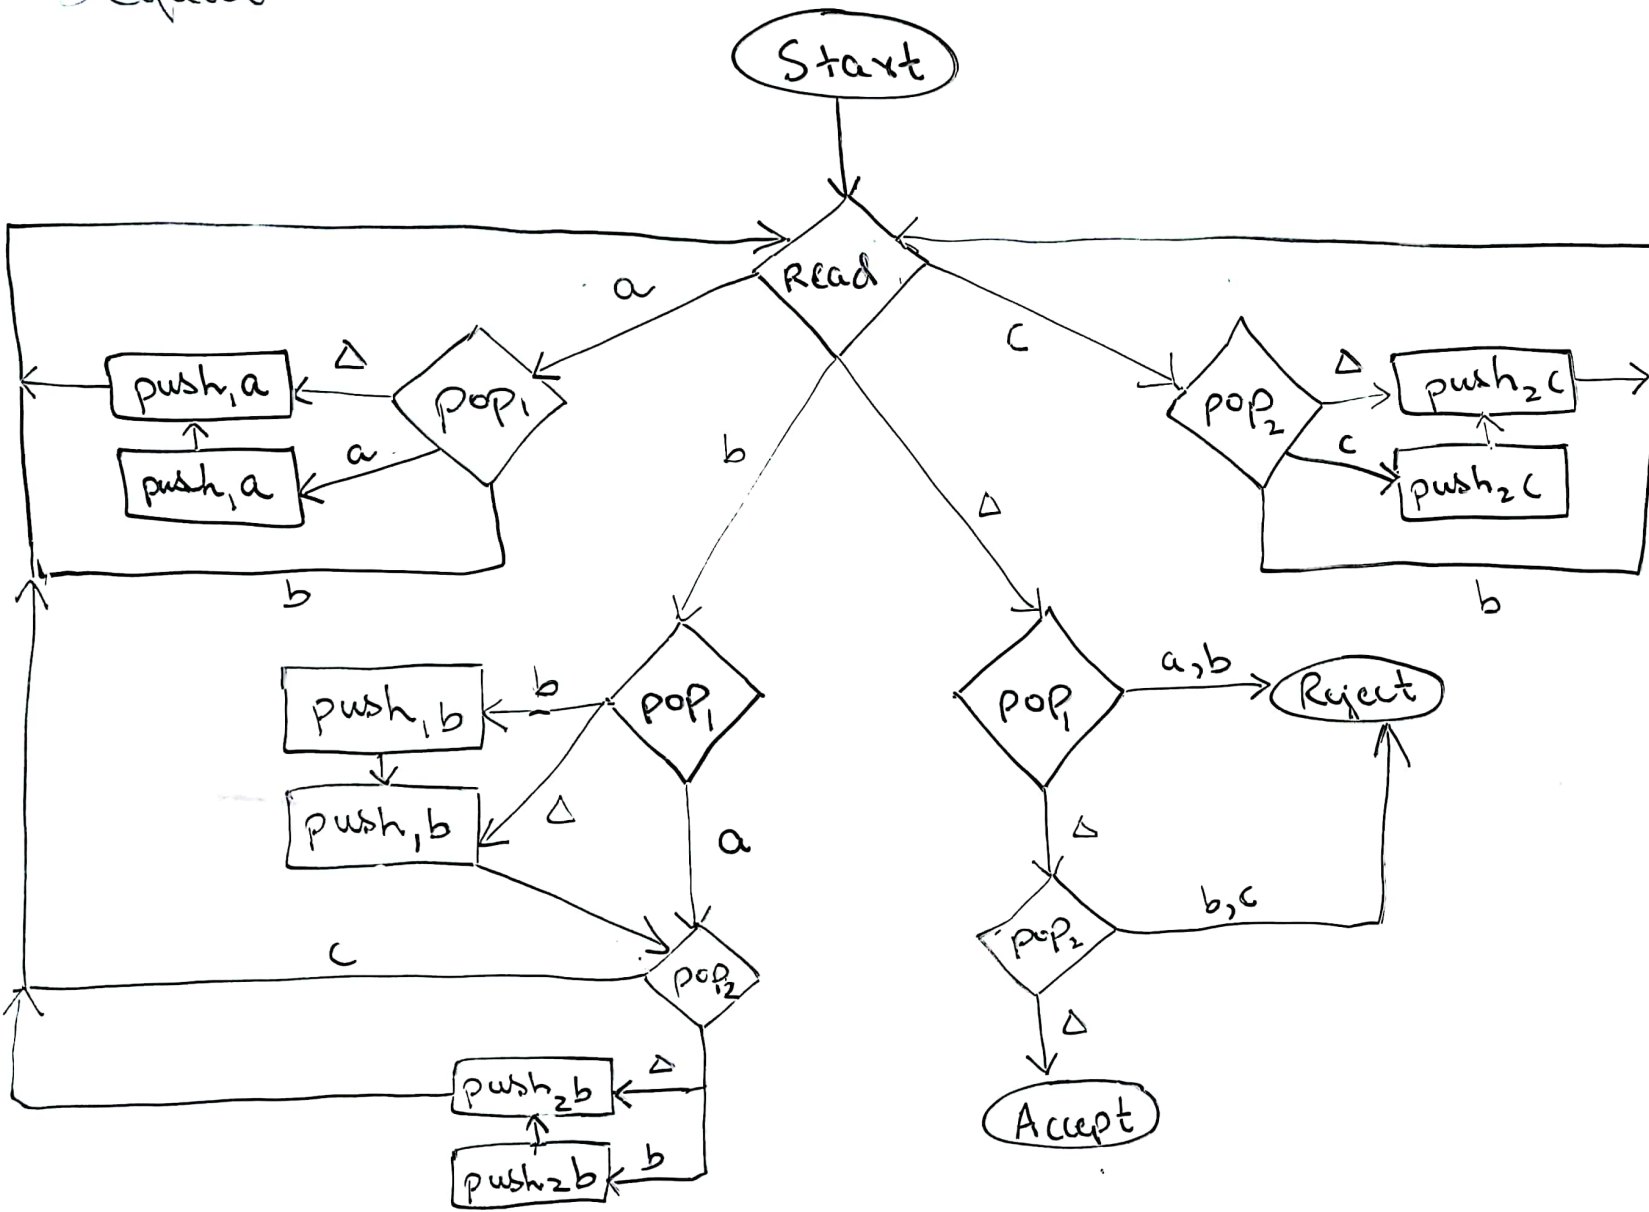 Start
Read
a
b
Δ
c
pop₁
Δ
push₁a
a
push₁a
b
pop₂
Δ
push₂c
c
push₂c
b
pop₁
b
push₁b
Δ
push₁b
a
pop₂
c
Δ
push₂b
b
push₂b
pop₁
a,b
Reject
Δ
pop₂
b,c
Δ
Accept